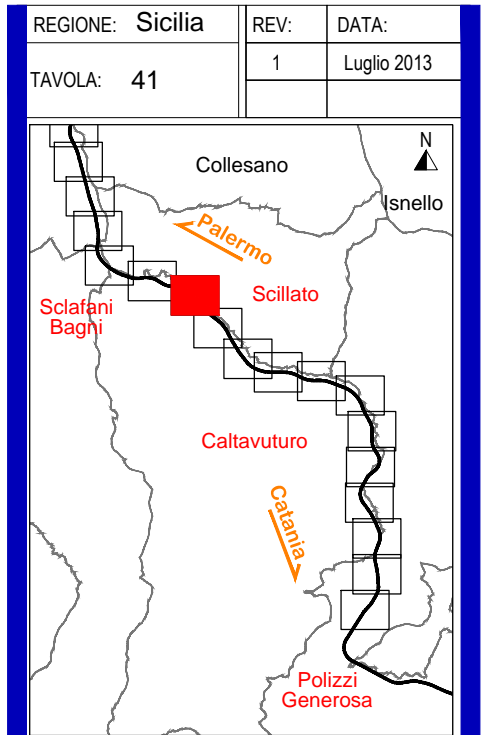 REGIONE: Sicilia
REV: DATA:
TAVOLA: 41
1 Luglio 2013
N
Collesano
Isnello
Palermo
Scillato
Sclafani
Bagni
Caltavuturo
Catania
Polizzi
Generosa